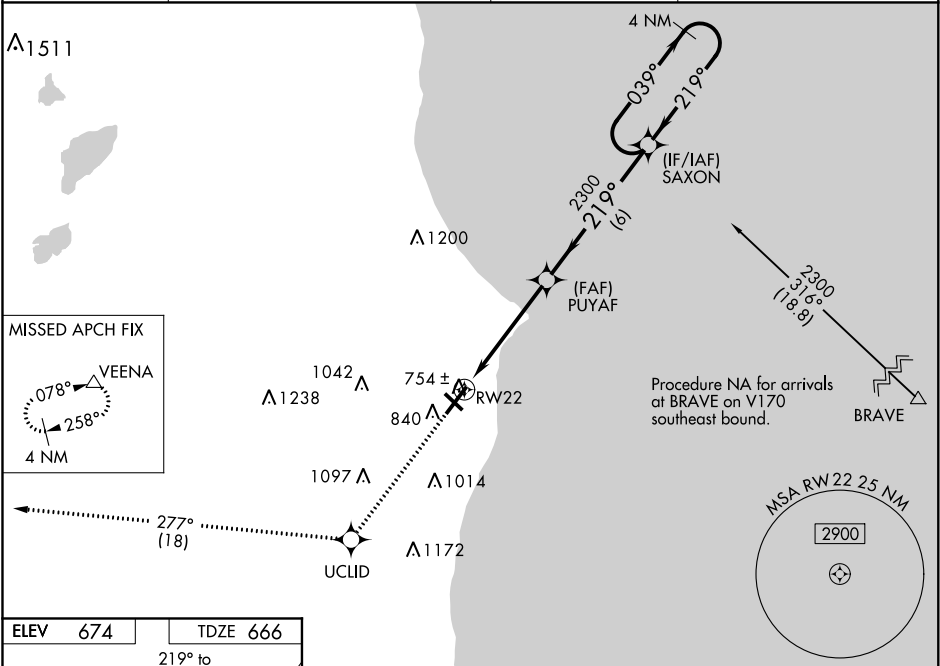 1511
4 NM
039°
219°
(IF/IAF)
SAXON
2300
219°
(6)
1200
(FAF)
PUYAF
2300
316°
(18.8)
MISSED APCH FIX
VEENA
078°
258°
4 NM
1042
754 ±
RW22
1238
840
Procedure NA for arrivals
at BRAVE on V170
southeast bound.
BRAVE
1097
1014
MSA RW 22 25 NM
2900
277°
(18)
UCLID
1172
ELEV 674
TDZE 666
219° to